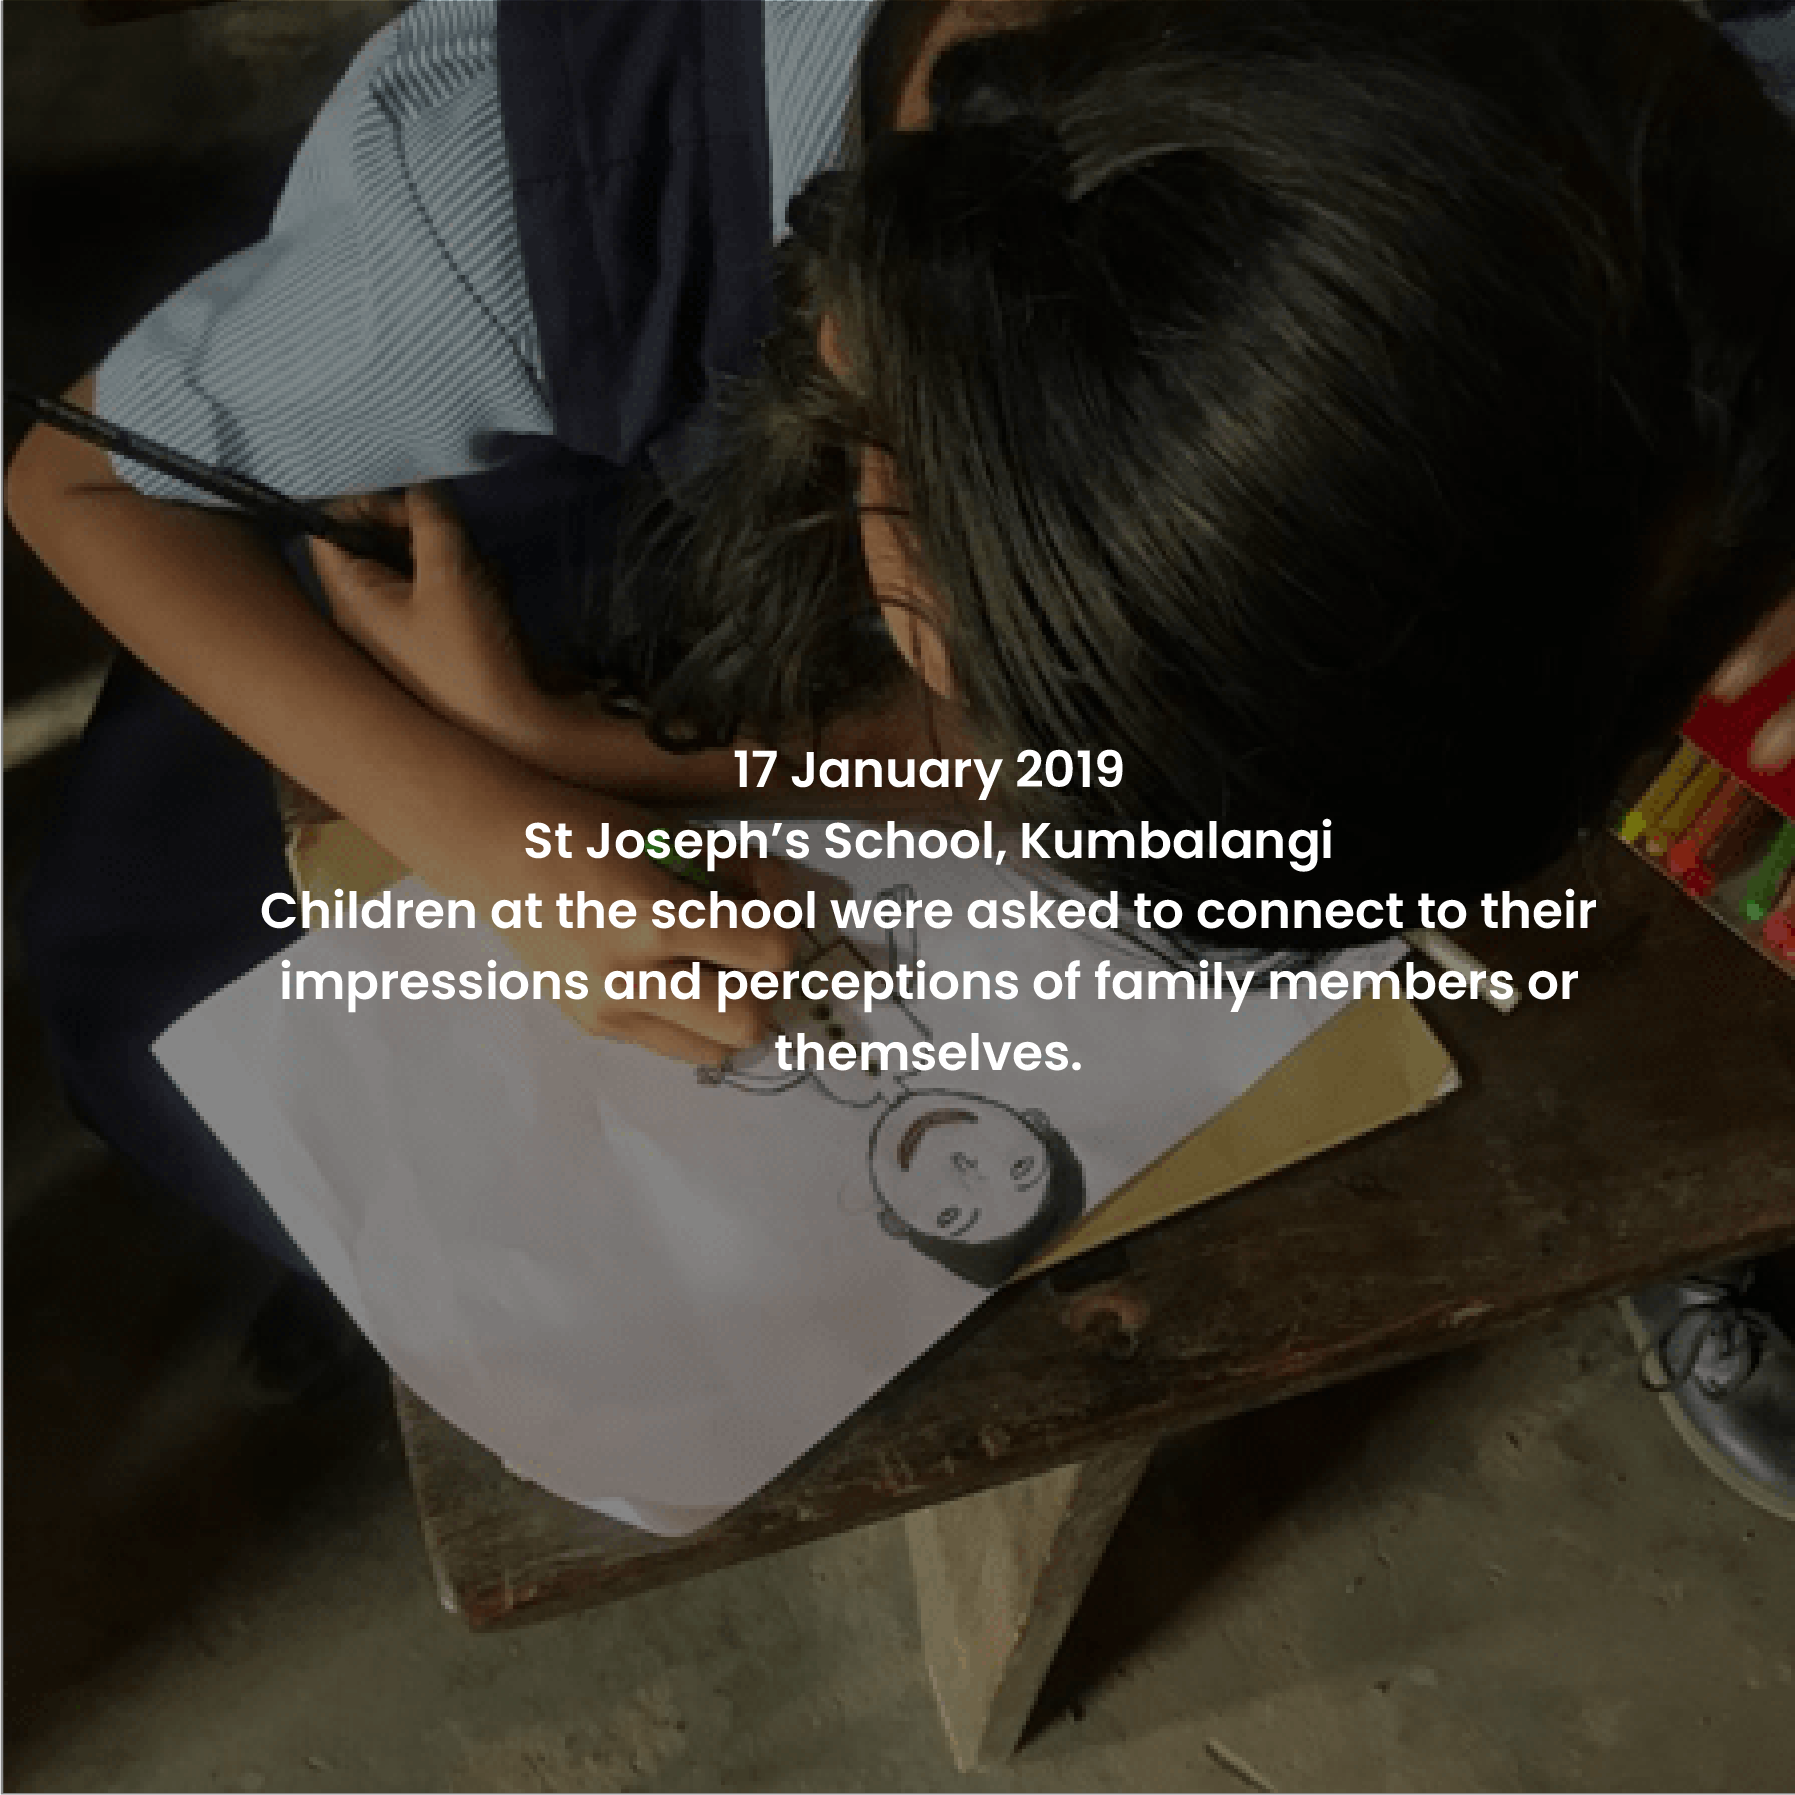 17 January 2019
St Joseph’s School, Kumbalangi
Children at the school were asked to connect to their
impressions and perceptions of family members or
themselves.